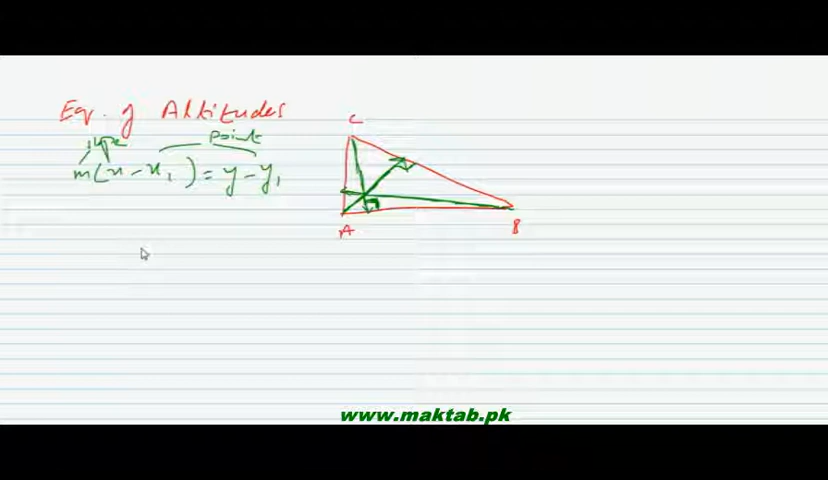 Eq. of Altitudes
slope point
m(x - x₁) = y - y₁
C
A
B
www.maktab.pk